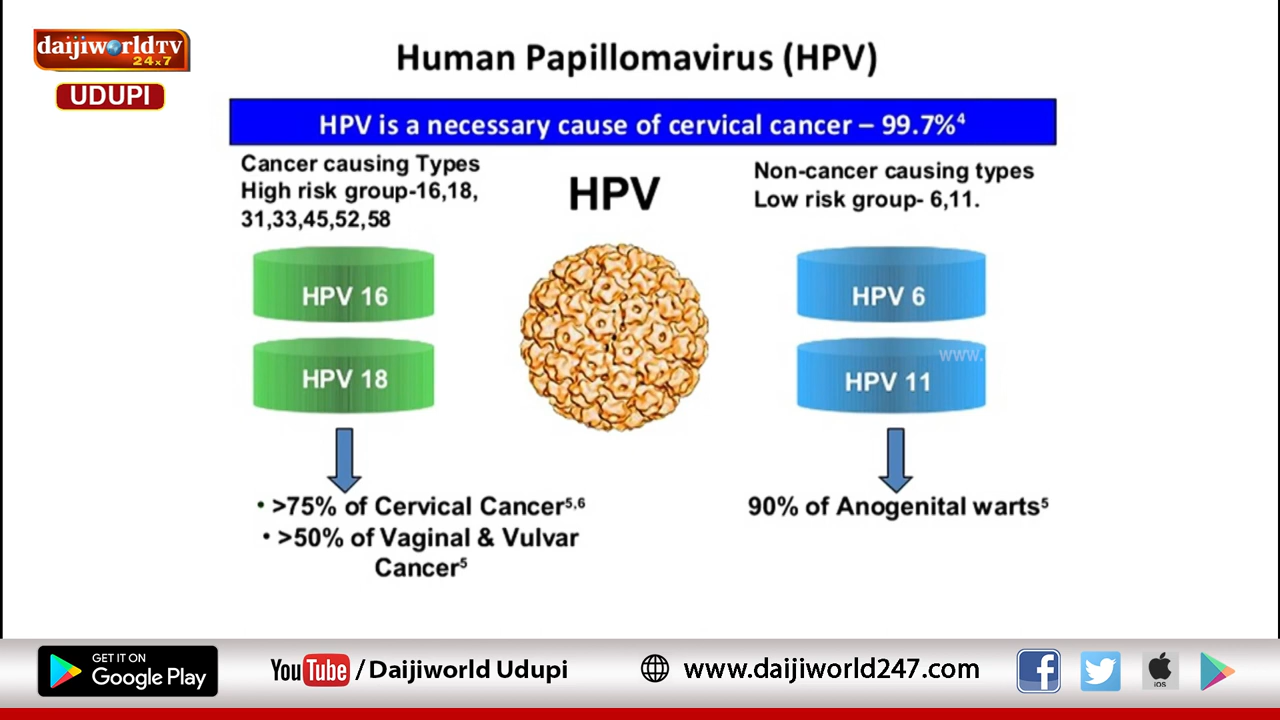 daijiworldTV
24x7
UDUPI
Human Papillomavirus (HPV)
HPV is a necessary cause of cervical cancer – 99.7%⁴
Cancer causing Types
High risk group-16,18,
31,33,45,52,58
HPV
Non-cancer causing types
Low risk group- 6,11.
HPV 16
HPV 18
HPV 6
www.
HPV 11
• >75% of Cervical Cancer⁵,⁶
• >50% of Vaginal & Vulvar
Cancer⁵
90% of Anogenital warts⁵
GET IT ON
Google Play
YouTube / Daijiworld Udupi
www.daijiworld247.com
f
iOS